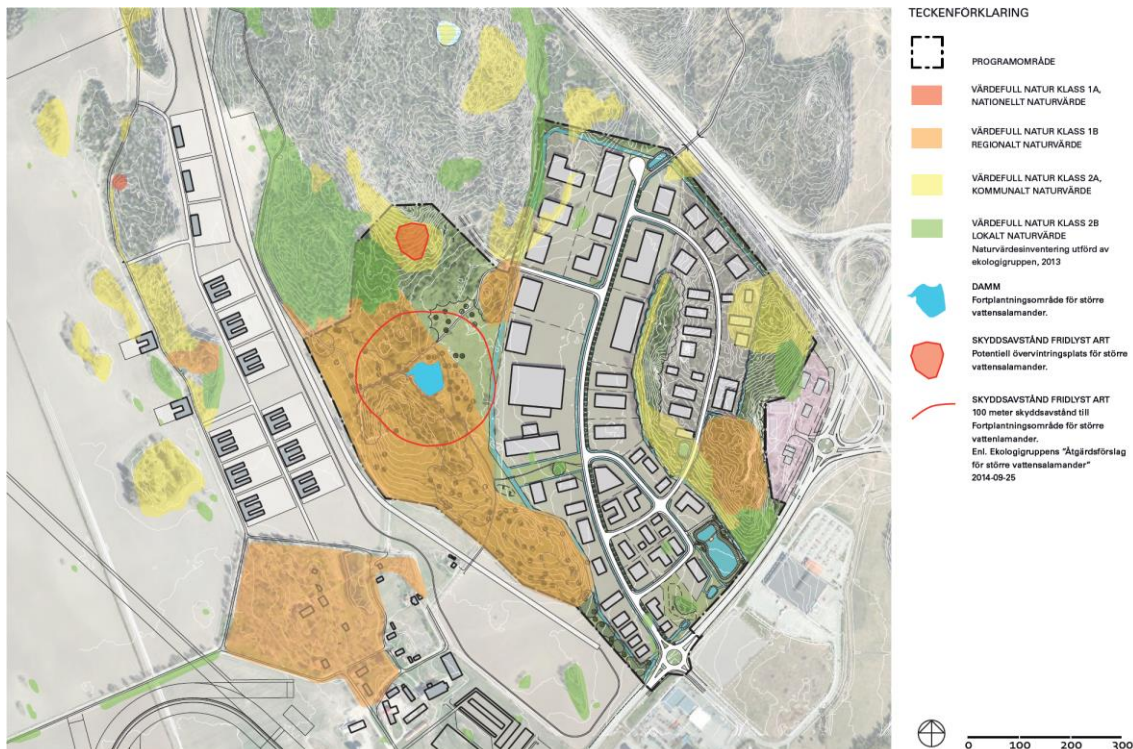 TECKENFÖRKLARING
PROGRAMOMRÅDE
VÄRDEFULL NATUR KLASS 1A,
NATIONELLT NATURVÄRDE
VÄRDEFULL NATUR KLASS 1B
REGIONALT NATURVÄRDE
VÄRDEFULL NATUR KLASS 2A,
KOMMUNALT NATURVÄRDE
VÄRDEFULL NATUR KLASS 2B
LOKALT NATURVÄRDE
Naturvärdesinventering utförd av
ekologigruppen, 2013
DAMM
Fortplantningsområde för större
vattensalamander.
SKYDDSAVSTÅND FRIDLYST ART
Potentiell övervintringsplats för större
vattensalamander.
SKYDDSAVSTÅND FRIDLYST ART
100 meter skyddsavstånd till
Fortplantningsområde för större
vattenlamander.
Enl. Ekologigruppens "Åtgärdsförslag
för större vattensalamander"
2014-09-25
0 100 200 300